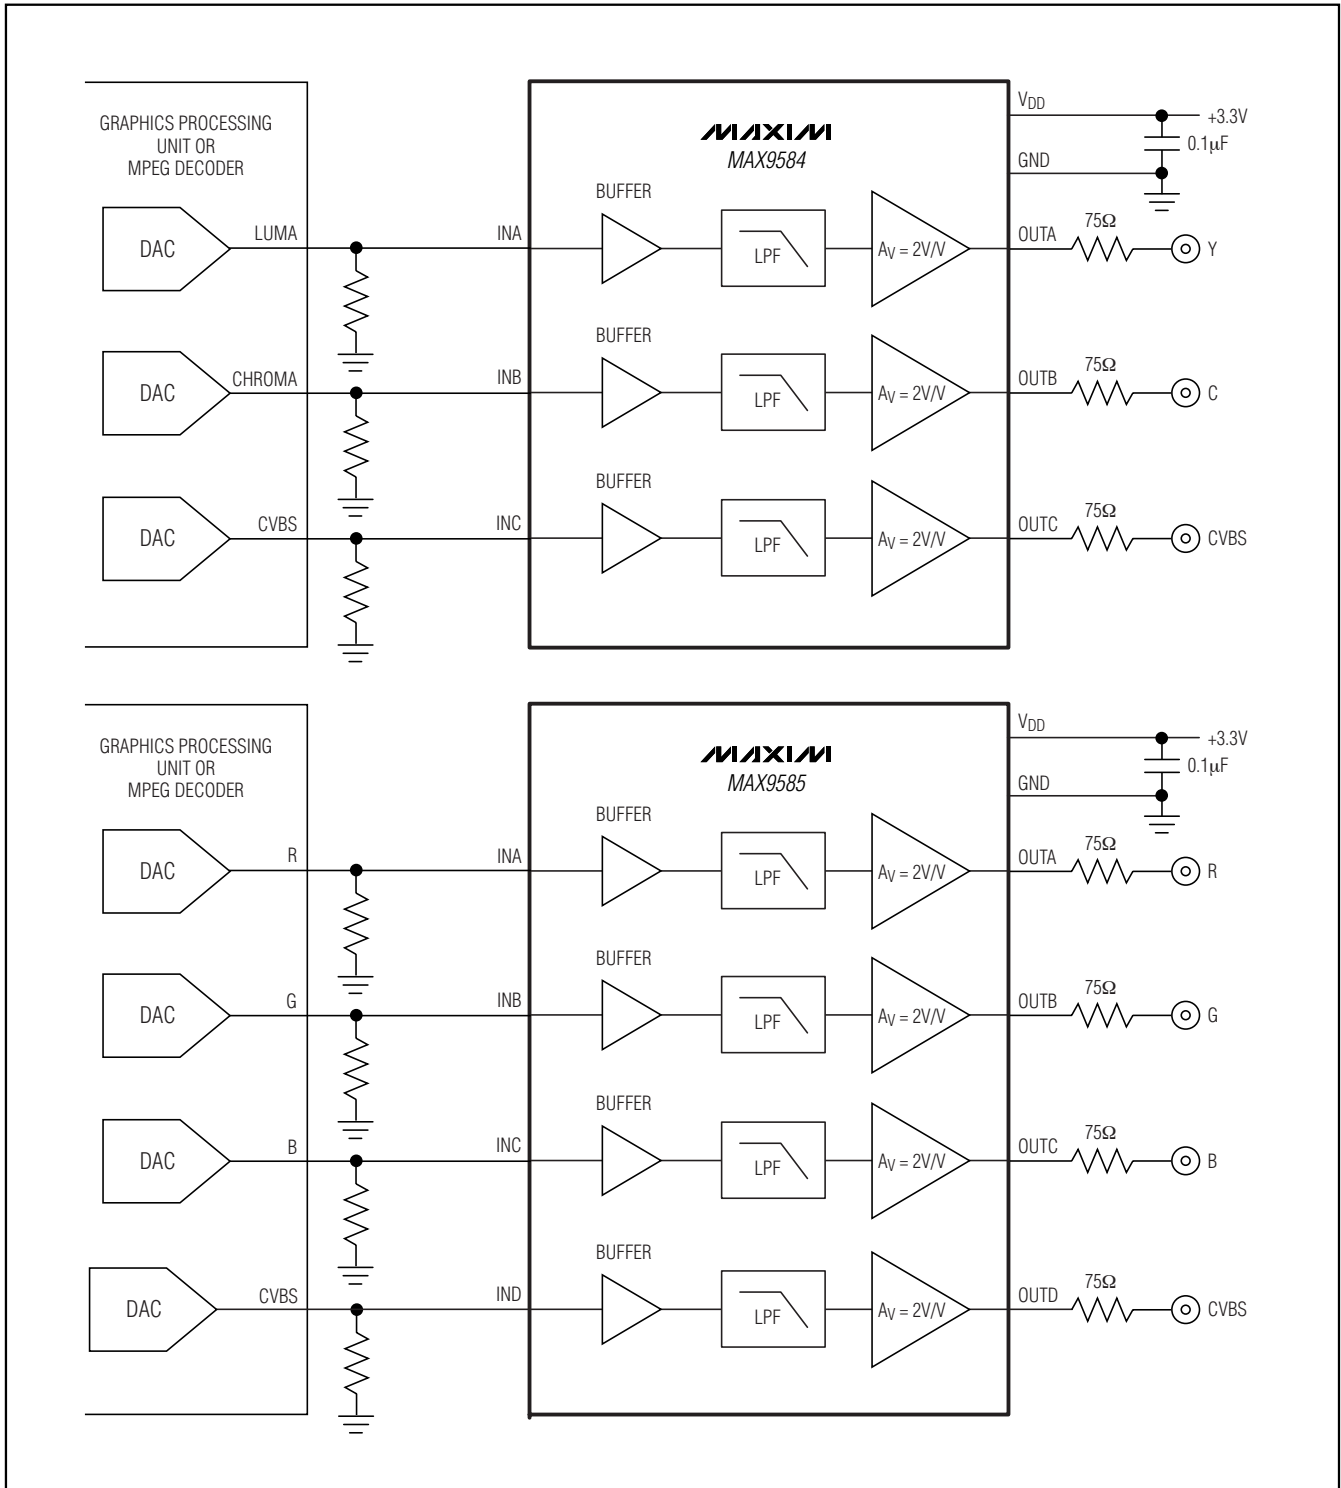 GRAPHICS PROCESSING
UNIT OR
MPEG DECODER
MAXIM
MAX9584
VDD
+3.3V
0.1µF
GND
DAC
LUMA
INA
BUFFER
LPF
AV = 2V/V
OUTA
75Ω
Y
DAC
CHROMA
INB
BUFFER
LPF
AV = 2V/V
OUTB
75Ω
C
DAC
CVBS
INC
BUFFER
LPF
AV = 2V/V
OUTC
75Ω
CVBS
GRAPHICS PROCESSING
UNIT OR
MPEG DECODER
MAXIM
MAX9585
VDD
+3.3V
0.1µF
GND
DAC
R
INA
BUFFER
LPF
AV = 2V/V
OUTA
75Ω
R
DAC
G
INB
BUFFER
LPF
AV = 2V/V
OUTB
75Ω
G
DAC
B
INC
BUFFER
LPF
AV = 2V/V
OUTC
75Ω
B
DAC
CVBS
IND
BUFFER
LPF
AV = 2V/V
OUTD
75Ω
CVBS